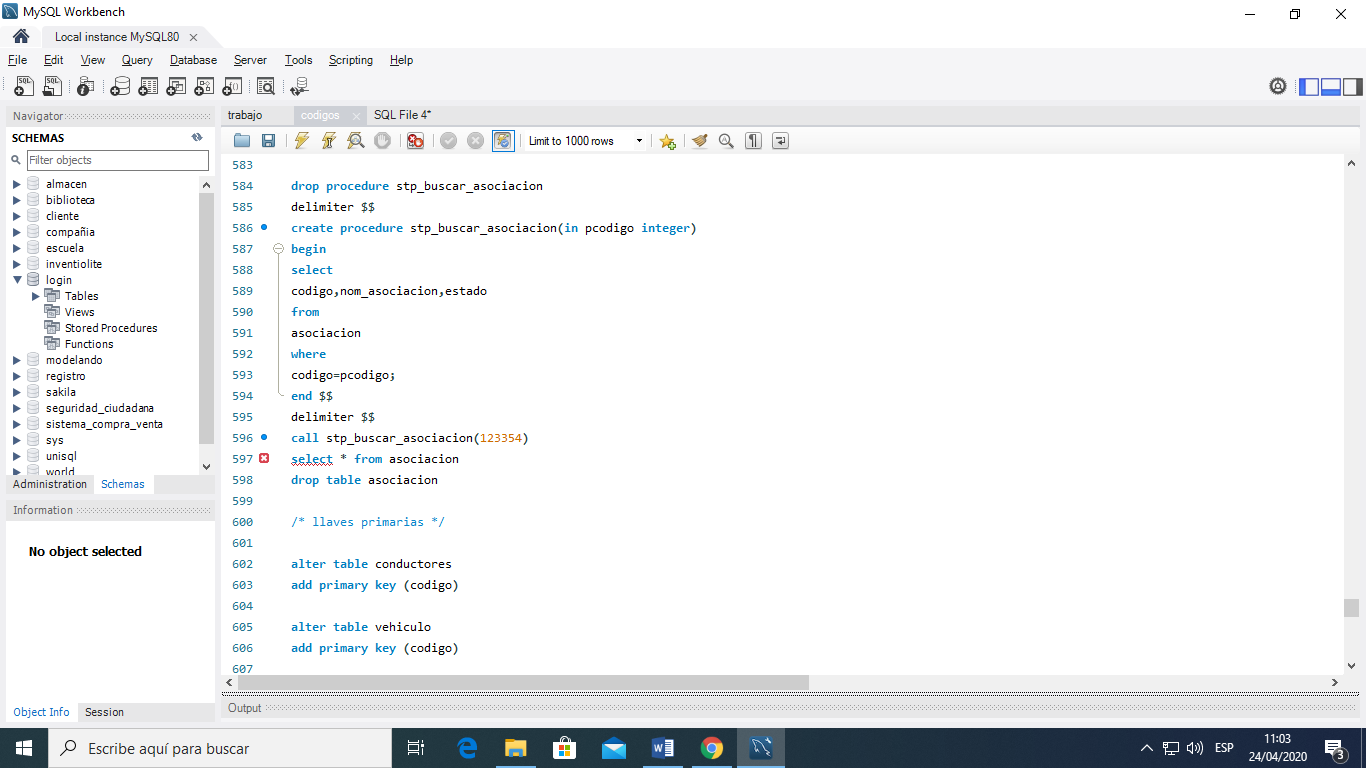 MySQL Workbench
Local instance MySQL80
File Edit View Query Database Server Tools Scripting Help
Navigator
SCHEMAS
Filter objects
almacen
biblioteca
cliente
compañia
escuela
inventiolite
login
Tables
Views
Stored Procedures
Functions
modelando
registro
sakila
seguridad_ciudadana
sistema_compra_venta
sys
unisql
world
Administration Schemas
Information
No object selected
Object Info Session
trabajo codigos SQL File 4*
Limit to 1000 rows
583
584 drop procedure stp_buscar_asociacion
585 delimiter $$
586 create procedure stp_buscar_asociacion(in pcodigo integer)
587 begin
588 select
589 codigo,nom_asociacion,estado
590 from
591 asociacion
592 where
593 codigo=pcodigo;
594 end $$
595 delimiter $$
596 call stp_buscar_asociacion(123354)
597 select * from asociacion
598 drop table asociacion
599
600 /* llaves primarias */
601
602 alter table conductores
603 add primary key (codigo)
604
605 alter table vehiculo
606 add primary key (codigo)
607
Output
Escribe aquí para buscar
ESP
11:03
24/04/2020
3